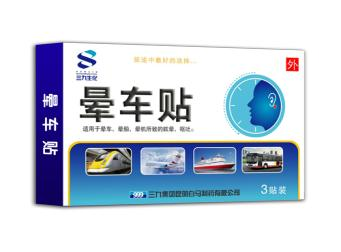 三九生化
旅途中最好的选择...
外
晕车贴
适用于晕车、晕船、晕机所致的眩晕、呕吐。
999 三九集团昆明白马制药有限公司
3贴装
晕车贴